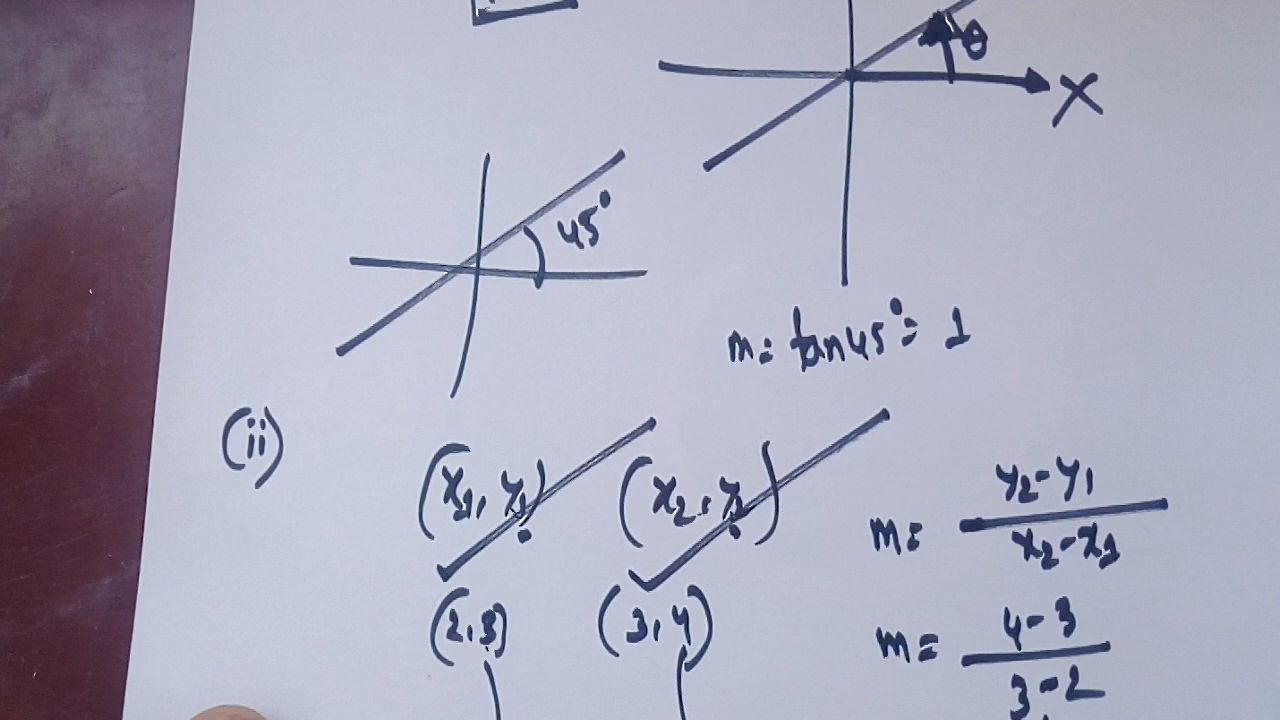 θ
X
45°
m = tan45° = 1
(ii)
(x1, y1) (x2, y2)
m = y2-y1
x2-x1
(2,3) (3,4)
m = 4-3
3-2